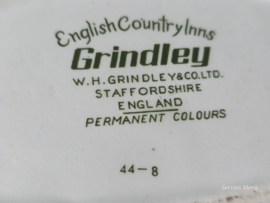 English Country Inns
Grindley
W.H.GRINDLEY&CO.LTD.
STAFFORDSHIRE
ENGLAND
PERMANENT COLOURS
44-8